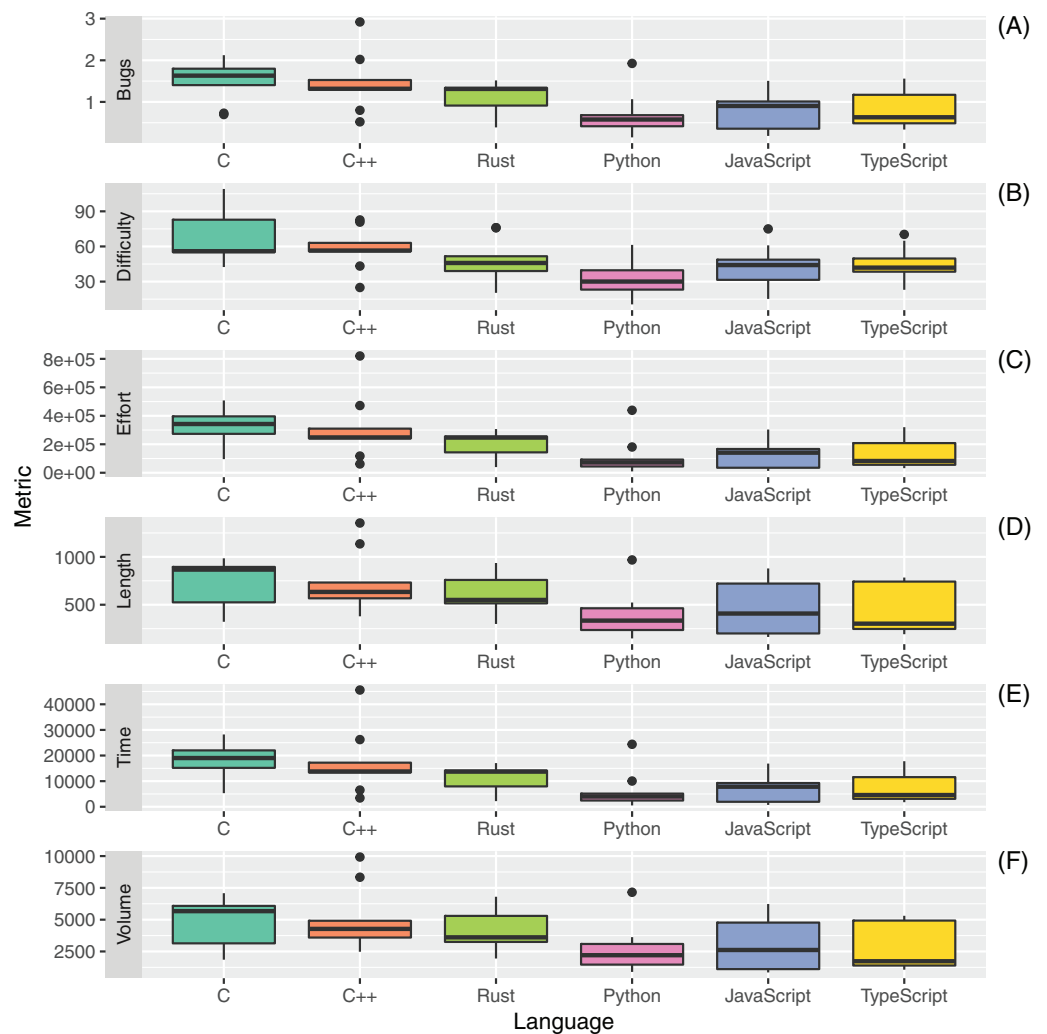 (A)
Bugs
3
2
1
C C++ Rust Python JavaScript TypeScript
(B)
Difficulty
90
60
30
C C++ Rust Python JavaScript TypeScript
(C)
Effort
8e+05
6e+05
4e+05
2e+05
0e+00
C C++ Rust Python JavaScript TypeScript
Metric
(D)
Length
1000
500
C C++ Rust Python JavaScript TypeScript
(E)
Time
40000
30000
20000
10000
0
C C++ Rust Python JavaScript TypeScript
(F)
Volume
10000
7500
5000
2500
C C++ Rust Python JavaScript TypeScript
Language